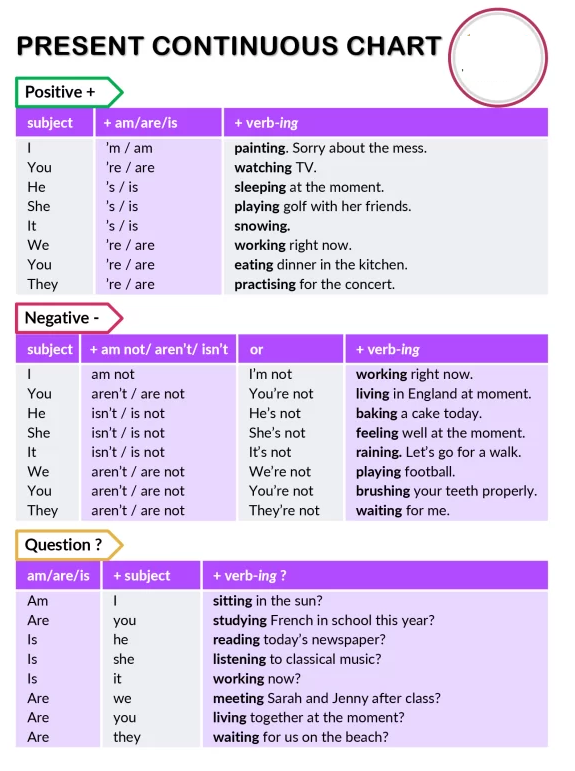 PRESENT CONTINUOUS CHART
Positive +
subject + am/are/is + verb-ing
I 'm / am painting. Sorry about the mess.
You 're / are watching TV.
He 's / is sleeping at the moment.
She 's / is playing golf with her friends.
It 's / is snowing.
We 're / are working right now.
You 're / are eating dinner in the kitchen.
They 're / are practising for the concert.
Negative -
subject + am not/ aren't/ isn't or + verb-ing
I am not I'm not working right now.
You aren't / are not You're not living in England at moment.
He isn't / is not He's not baking a cake today.
She isn't / is not She's not feeling well at the moment.
It isn't / is not It's not raining. Let's go for a walk.
We aren't / are not We're not playing football.
You aren't / are not You're not brushing your teeth properly.
They aren't / are not They're not waiting for me.
Question ?
am/are/is + subject + verb-ing ?
Am I sitting in the sun?
Are you studying French in school this year?
Is he reading today's newspaper?
Is she listening to classical music?
Is it working now?
Are we meeting Sarah and Jenny after class?
Are you living together at the moment?
Are they waiting for us on the beach?